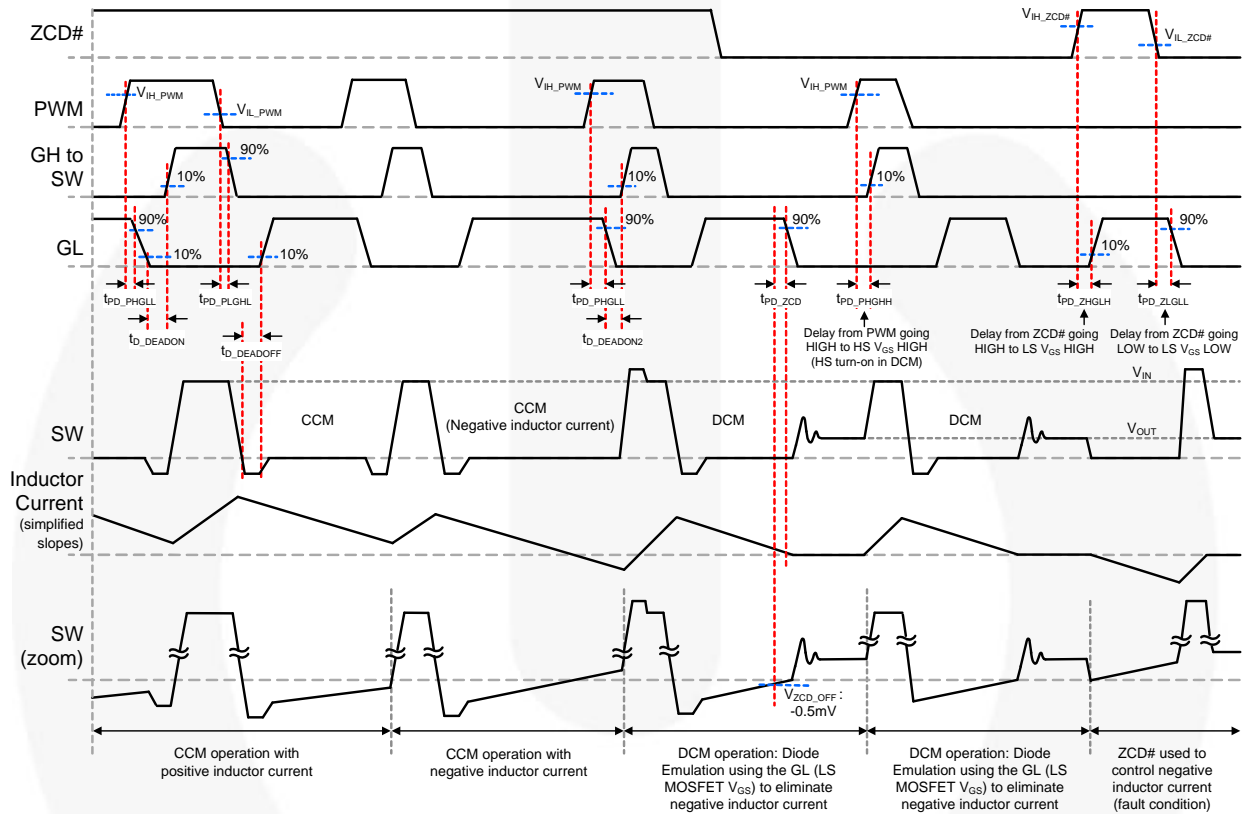 ZCD#
V_IH_ZCD#
V_IL_ZCD#
PWM
V_IH_PWM
V_IL_PWM
V_IH_PWM
V_IH_PWM
GH to
SW
10%
90%
10%
10%
GL
90%
10%
10%
90%
90%
10%
90%
t_PD_PHGLL
t_PD_PLGHL
t_PD_PHGLL
t_PD_ZCD
t_PD_PHGHH
t_PD_ZHGLH
t_PD_ZLGLL
t_D_DEADON
t_D_DEADOFF
t_D_DEADON2
Delay from PWM going
HIGH to HS V_GS HIGH
(HS turn-on in DCM)
Delay from ZCD# going
HIGH to LS V_GS HIGH
Delay from ZCD# going
LOW to LS V_GS LOW
V_IN
SW
CCM
CCM
(Negative inductor current)
DCM
DCM
V_OUT
Inductor
Current
(simplified
slopes)
SW
(zoom)
V_ZCD_OFF :
-0.5mV
CCM operation with
positive inductor current
CCM operation with
negative inductor current
DCM operation: Diode
Emulation using the GL (LS
MOSFET V_GS) to eliminate
negative inductor current
DCM operation: Diode
Emulation using the GL (LS
MOSFET V_GS) to eliminate
negative inductor current
ZCD# used to
control negative
inductor current
(fault condition)